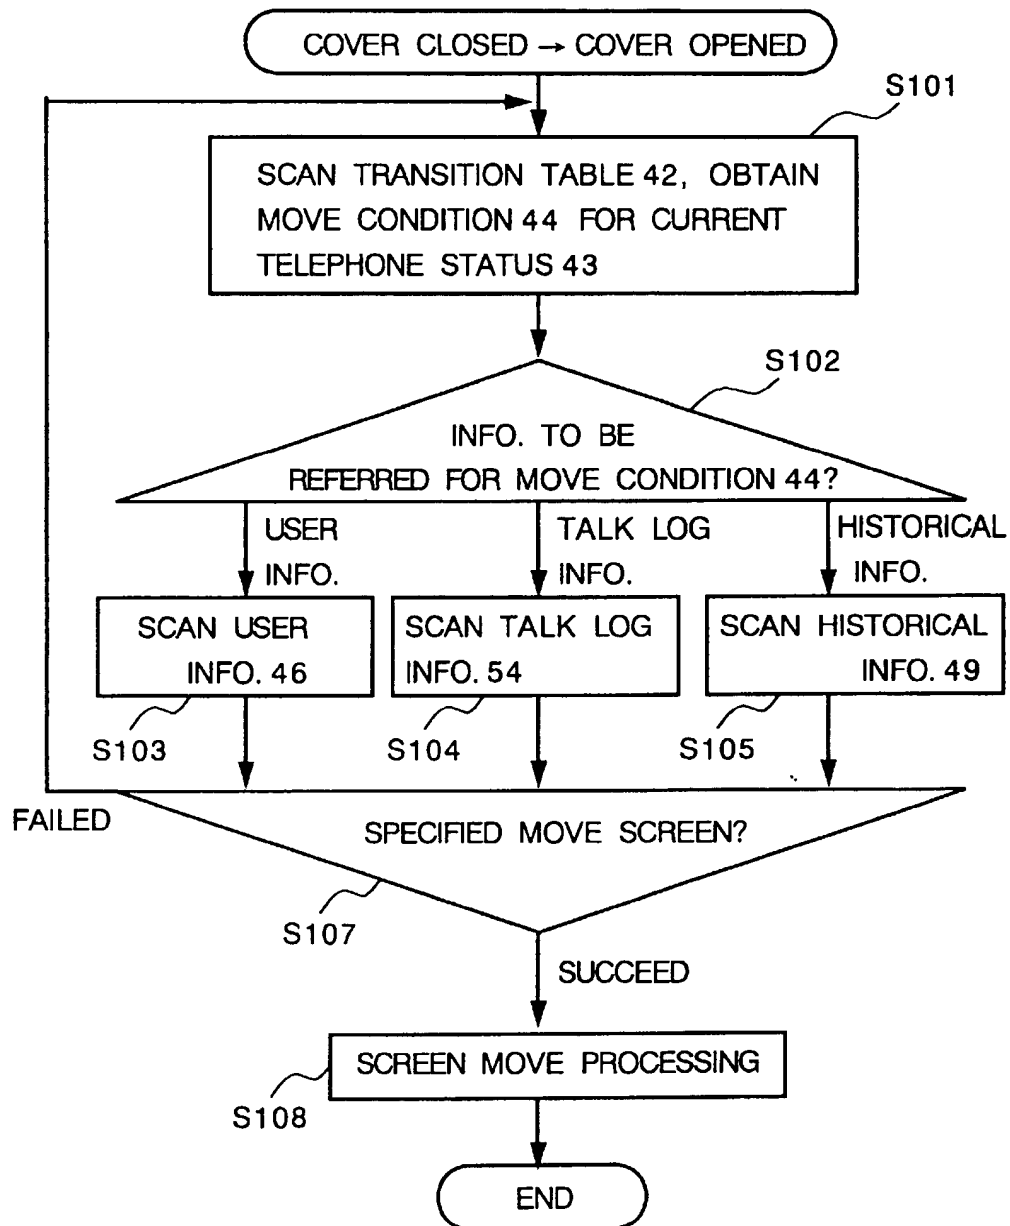 COVER CLOSED → COVER OPENED
S101
SCAN TRANSITION TABLE 42, OBTAIN
MOVE CONDITION 44 FOR CURRENT
TELEPHONE STATUS 43
S102
INFO. TO BE
REFERRED FOR MOVE CONDITION 44?
USER
INFO.
TALK LOG
INFO.
HISTORICAL
INFO.
SCAN USER
INFO. 46
SCAN TALK LOG
INFO. 54
SCAN HISTORICAL
INFO. 49
S103
S104
S105
FAILED
SPECIFIED MOVE SCREEN?
S107
SUCCEED
SCREEN MOVE PROCESSING
S108
END